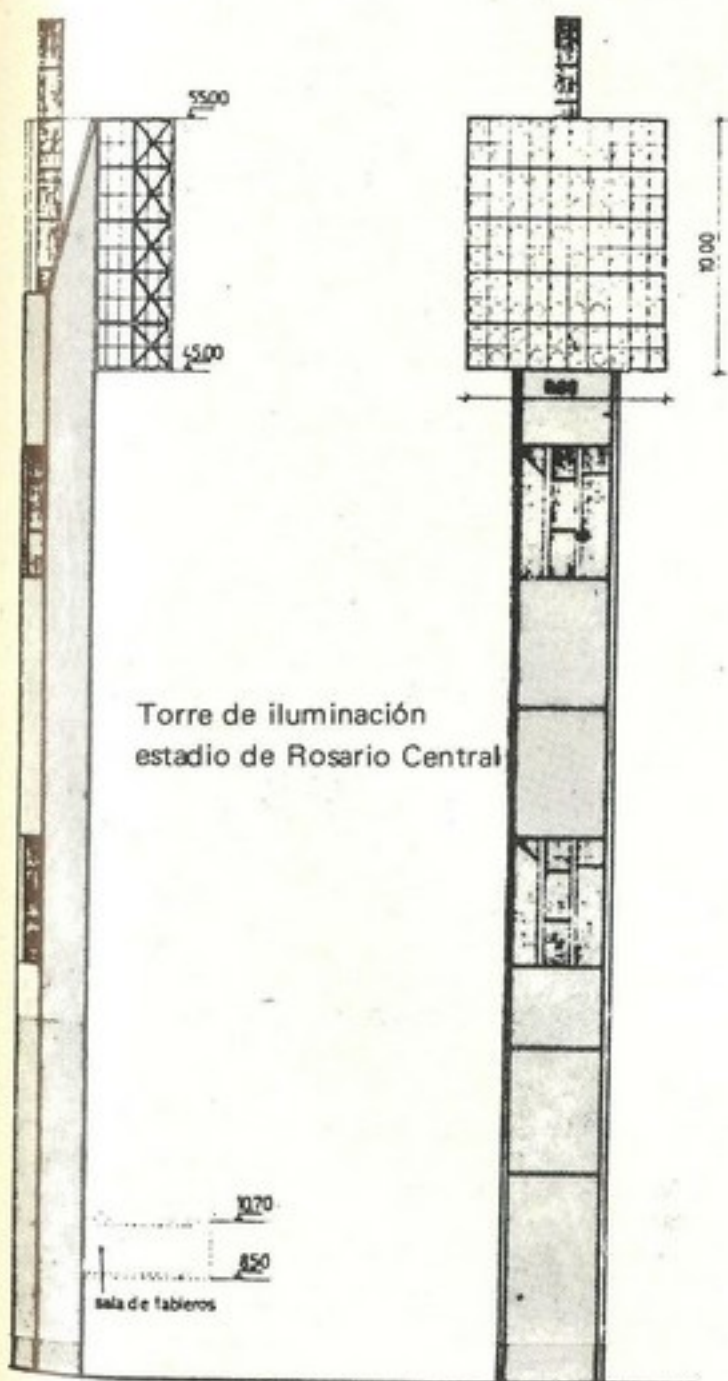 55.00
45.00
10.00
Torre de iluminación
estadio de Rosario Central
10.70
8.50
sala de tableros